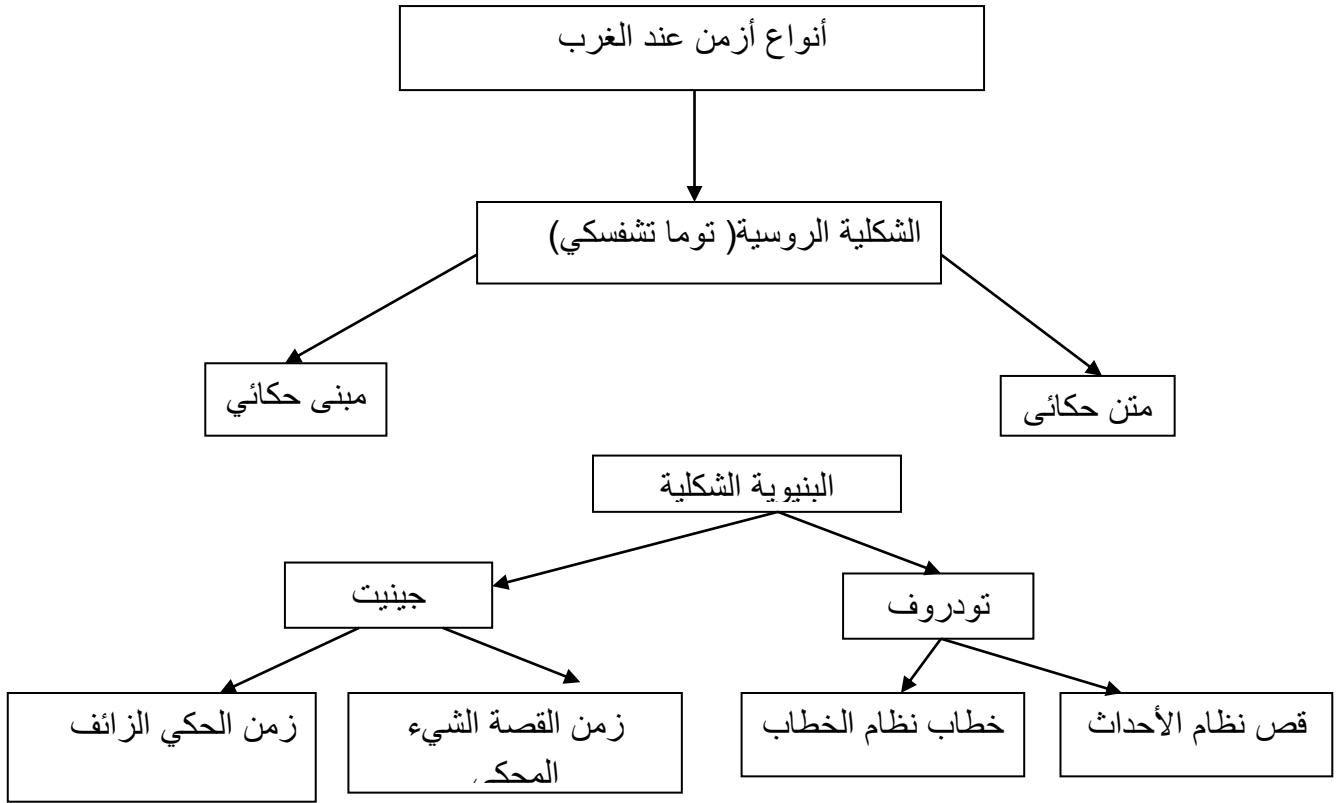 أنواع أزمن عند الغرب
الشكلية الروسية( توما تشفسكي)
متن حكائى
مبنى حكائي
البنيوية الشكلية
تودروف
جينيت
قص نظام الأحداث
خطاب نظام الخطاب
زمن القصة الشيء
المحكي
زمن الحكي الزائف